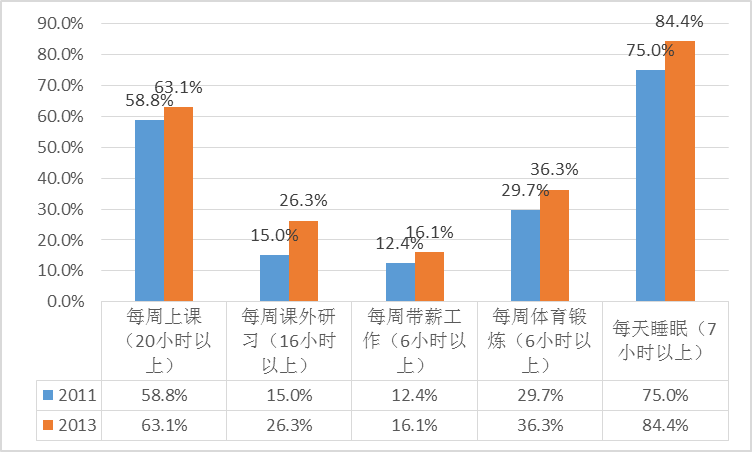 90.0%
80.0%
70.0%
60.0%
50.0%
40.0%
30.0%
20.0%
10.0%
0.0%
58.8%
63.1%
15.0%
26.3%
12.4%
16.1%
29.7%
36.3%
75.0%
84.4%
每周上课
（20小时以
上）
每周课外研
习（16小时
以上）
每周带薪工
作（6小时以
上）
每周体育锻
炼（6小时以
上）
每天睡眠（7
小时以上）
2011 58.8% 15.0% 12.4% 29.7% 75.0%
2013 63.1% 26.3% 16.1% 36.3% 84.4%